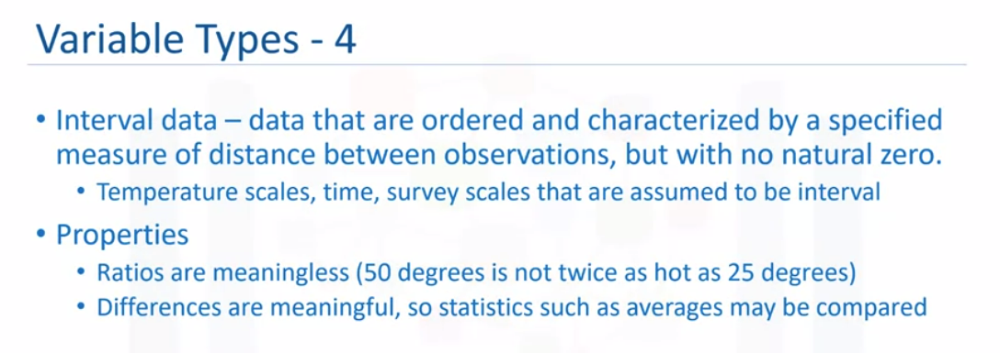 Variable Types - 4
• Interval data – data that are ordered and characterized by a specified
measure of distance between observations, but with no natural zero.
• Temperature scales, time, survey scales that are assumed to be interval
• Properties
• Ratios are meaningless (50 degrees is not twice as hot as 25 degrees)
• Differences are meaningful, so statistics such as averages may be compared